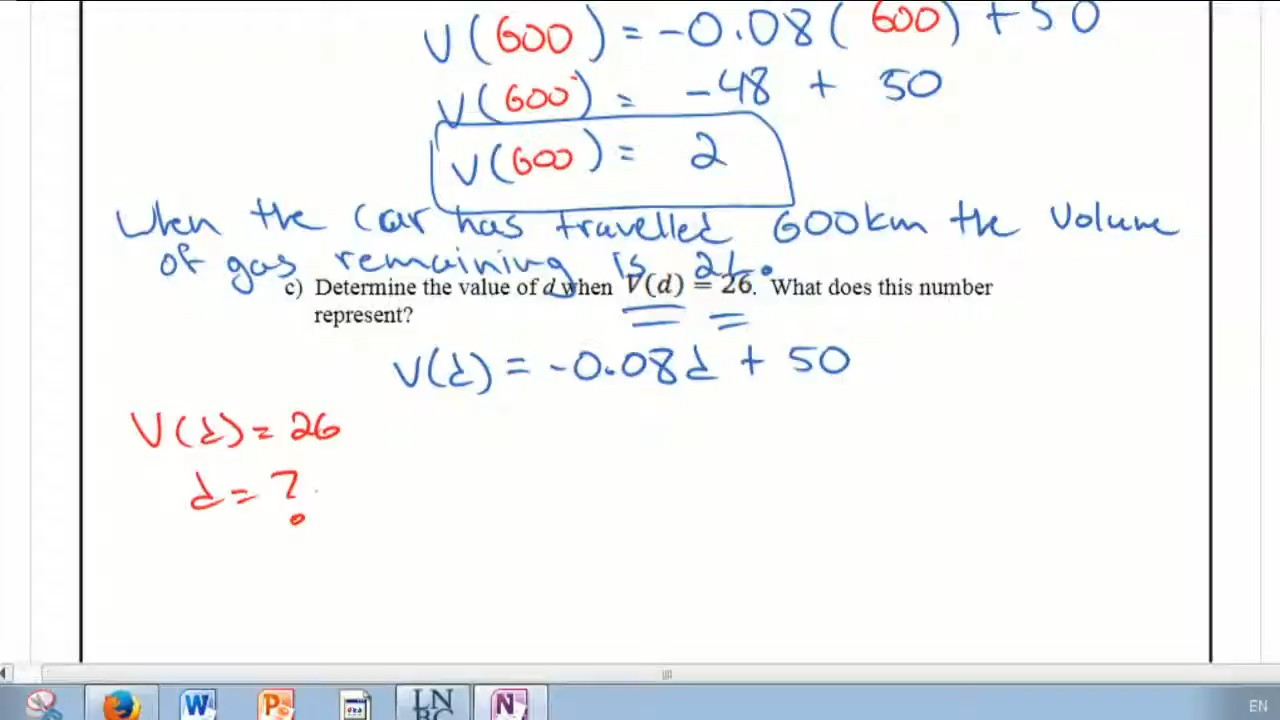 V(600) = -0.08(600) + 50
V(600) = -48 + 50
V(600) = 2
When the car has travelled 600km the volume
of gas remaining is 2L.
c) Determine the value of d when V(d) = 26. What does this number
represent?
V(d) = -0.08d + 50
V(d) = 26
d = ?
LN
BC
EN